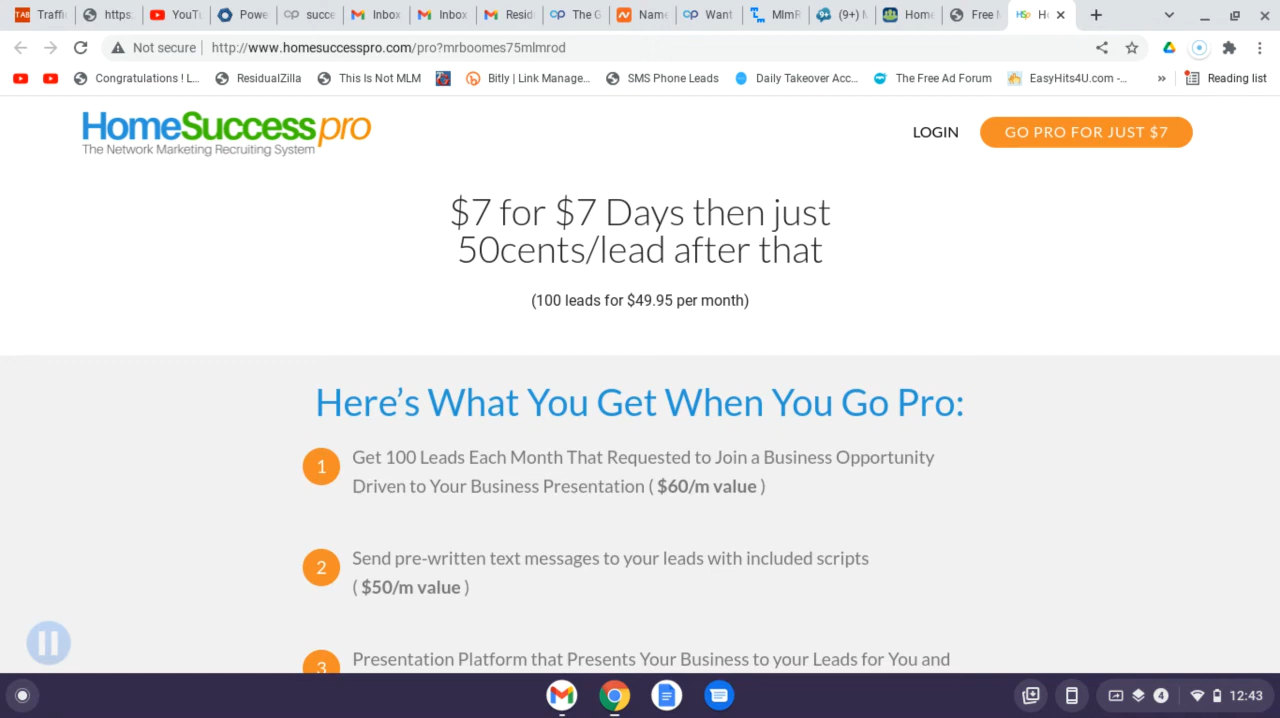 Traffi
https:
YouTu
Powe
succe
Inbox
Inbox
Resid
The G
Name
Want
MlmR
(9+)
Home
Free M
Ho
Not secure
http://www.homesuccesspro.com/pro?mrboomes75mlmrod
Congratulations ! L...
ResidualZilla
This Is Not MLM
Bitly | Link Manage...
SMS Phone Leads
Daily Takeover Acc...
The Free Ad Forum
EasyHits4U.com -...
»
Reading list
HomeSuccess pro
The Network Marketing Recruiting System
LOGIN
GO PRO FOR JUST $7
$7 for $7 Days then just
50cents/lead after that
(100 leads for $49.95 per month)
Here's What You Get When You Go Pro:
1
Get 100 Leads Each Month That Requested to Join a Business Opportunity
Driven to Your Business Presentation ( $60/m value )
2
Send pre-written text messages to your leads with included scripts
( $50/m value )
3
Presentation Platform that Presents Your Business to your Leads for You and
4
12:43